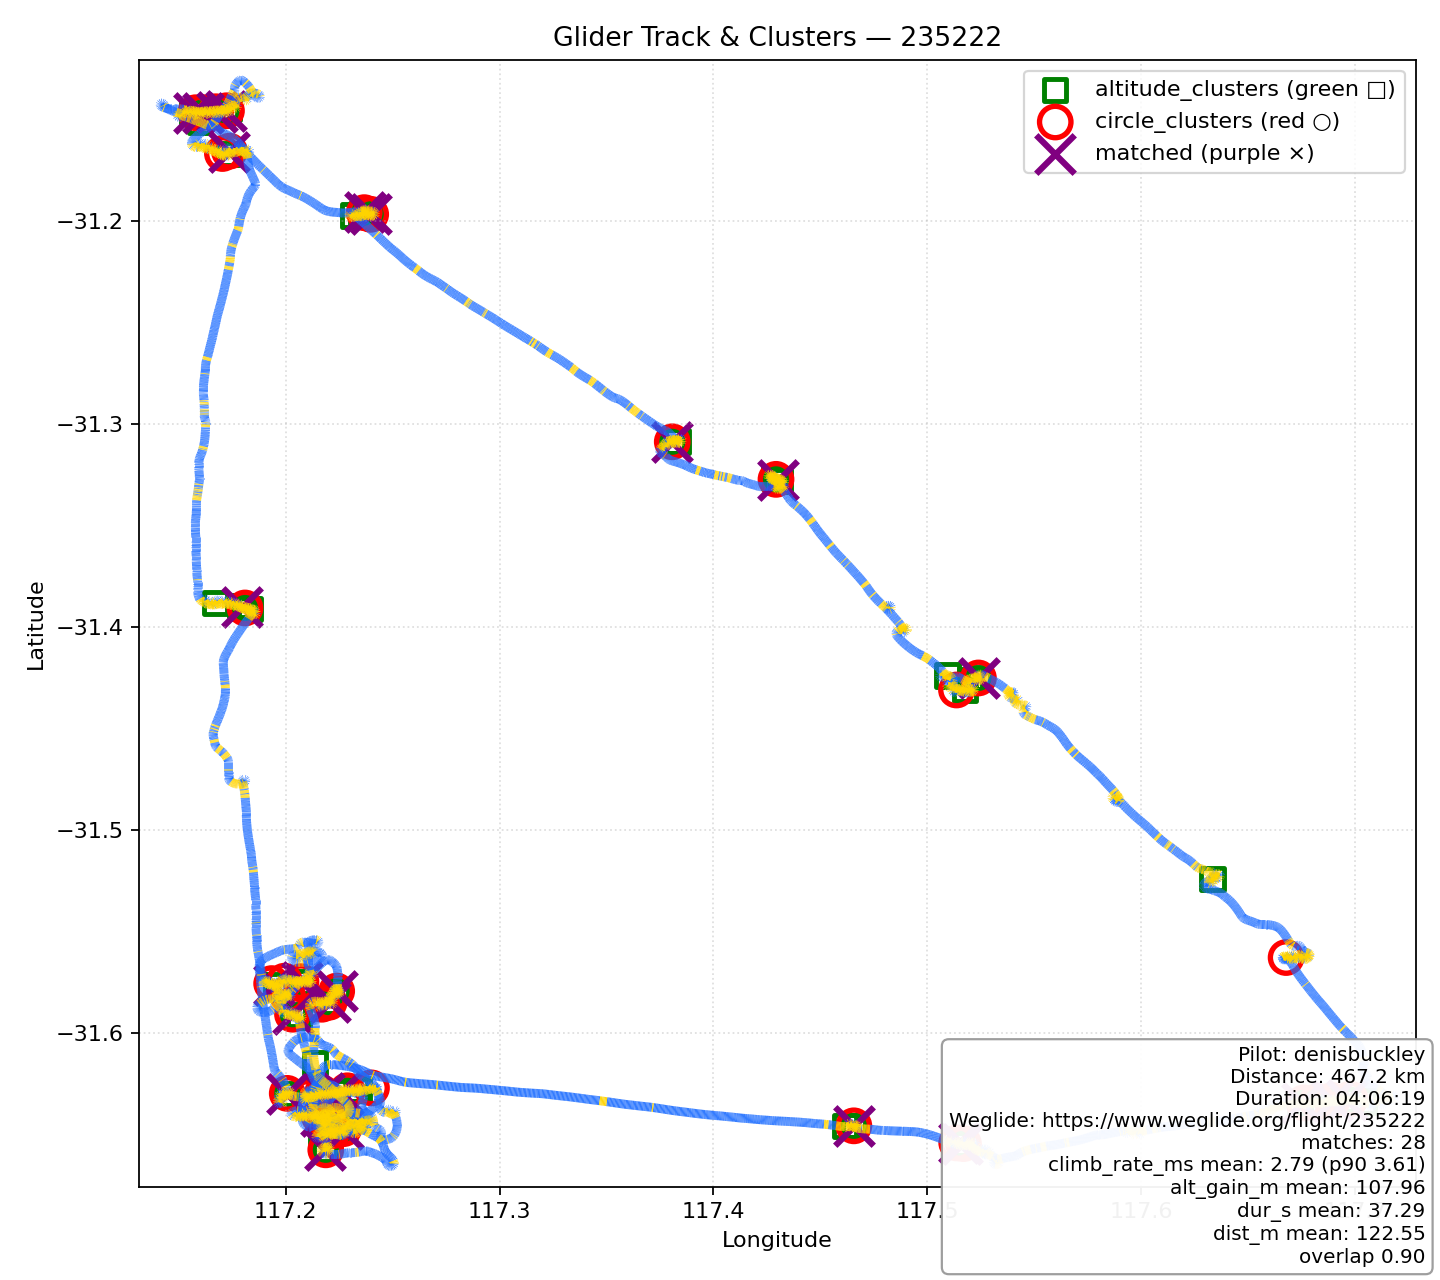 Glider Track & Clusters — 235222
altitude_clusters (green □)
circle_clusters (red ○)
matched (purple ×)
−31.2
−31.3
−31.4
−31.5
−31.6
Latitude
117.2
117.3
117.4
117.5
117.6
Longitude
Pilot: denisbuckley
Distance: 467.2 km
Duration: 04:06:19
Weglide: https://www.weglide.org/flight/235222
matches: 28
climb_rate_ms mean: 2.79 (p90 3.61)
alt_gain_m mean: 107.96
dur_s mean: 37.29
dist_m mean: 122.55
overlap 0.90